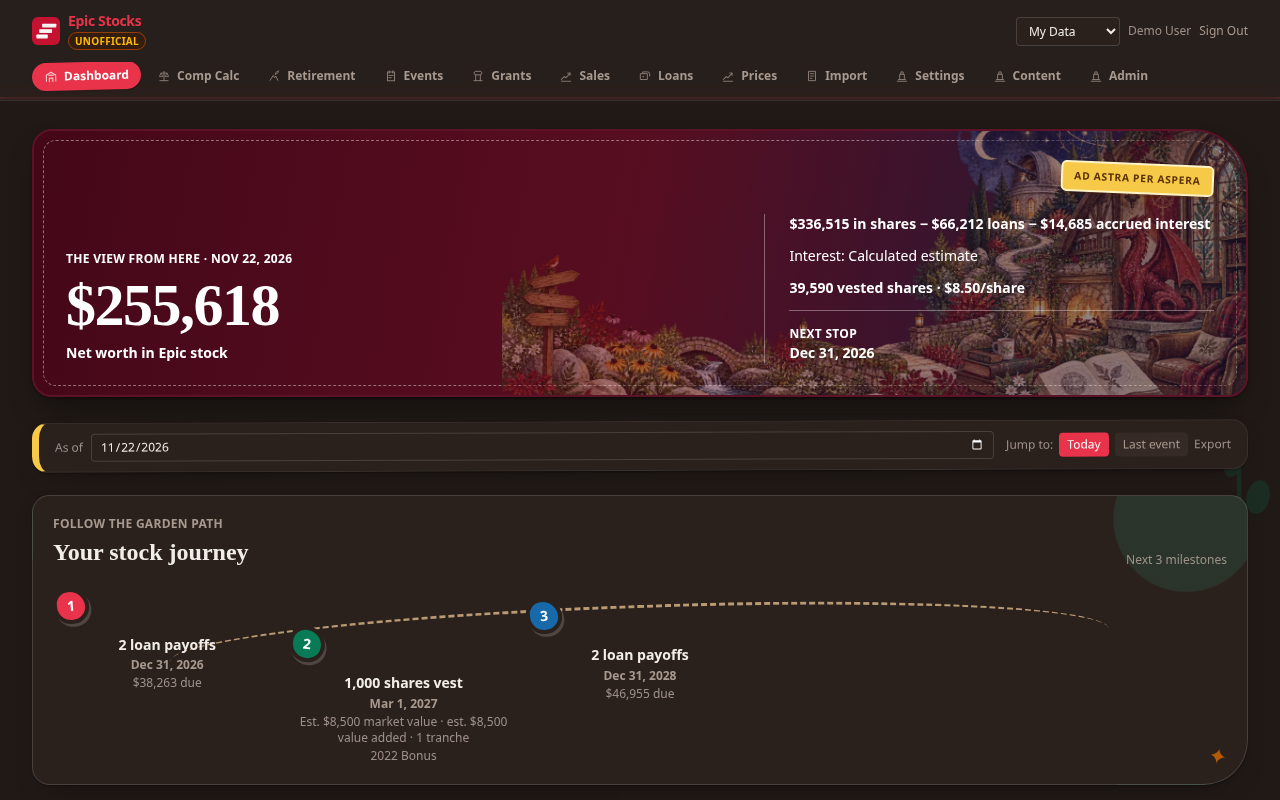 Epic Stocks
UNOFFICIAL
My Data
Demo User
Sign Out
Dashboard
Comp Calc
Retirement
Events
Grants
Sales
Loans
Prices
Import
Settings
Content
Admin
AD ASTRA PER ASPERA
THE VIEW FROM HERE · NOV 22, 2026
$255,618
Net worth in Epic stock
$336,515 in shares − $66,212 loans − $14,685 accrued interest
Interest: Calculated estimate
39,590 vested shares · $8.50/share
NEXT STOP
Dec 31, 2026
As of
11/22/2026
Jump to:
Today
Last event
Export
FOLLOW THE GARDEN PATH
Your stock journey
Next 3 milestones
1
2 loan payoffs
Dec 31, 2026
$38,263 due
2
1,000 shares vest
Mar 1, 2027
Est. $8,500 market value · est. $8,500
value added · 1 tranche
2022 Bonus
3
2 loan payoffs
Dec 31, 2028
$46,955 due